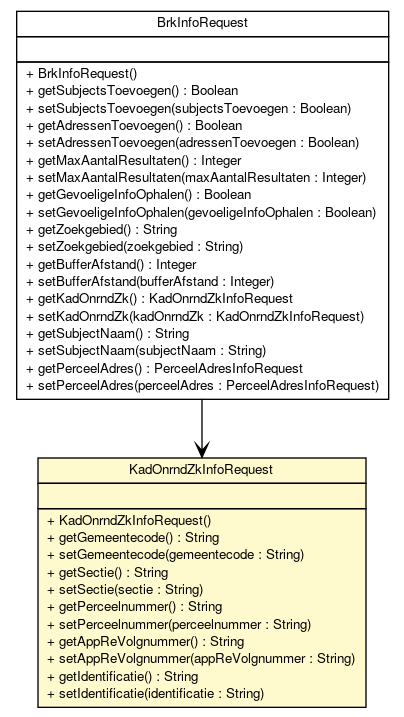 BrkInfoRequest
+ BrkInfoRequest()
+ getSubjectsToevoegen() : Boolean
+ setSubjectsToevoegen(subjectsToevoegen : Boolean)
+ getAdressenToevoegen() : Boolean
+ setAdressenToevoegen(adressenToevoegen : Boolean)
+ getMaxAantalResultaten() : Integer
+ setMaxAantalResultaten(maxAantalResultaten : Integer)
+ getGevoeligeInfoOphalen() : Boolean
+ setGevoeligeInfoOphalen(gevoeligeInfoOphalen : Boolean)
+ getZoekgebied() : String
+ setZoekgebied(zoekgebied : String)
+ getBufferAfstand() : Integer
+ setBufferAfstand(bufferAfstand : Integer)
+ getKadOnrndZk() : KadOnrndZkInfoRequest
+ setKadOnrndZk(kadOnrndZk : KadOnrndZkInfoRequest)
+ getSubjectNaam() : String
+ setSubjectNaam(subjectNaam : String)
+ getPerceelAdres() : PerceelAdresInfoRequest
+ setPerceelAdres(perceelAdres : PerceelAdresInfoRequest)
KadOnrndZkInfoRequest
+ KadOnrndZkInfoRequest()
+ getGemeentecode() : String
+ setGemeentecode(gemeentecode : String)
+ getSectie() : String
+ setSectie(sectie : String)
+ getPerceelnummer() : String
+ setPerceelnummer(perceelnummer : String)
+ getAppReVolgnummer() : String
+ setAppReVolgnummer(appReVolgnummer : String)
+ getIdentificatie() : String
+ setIdentificatie(identificatie : String)